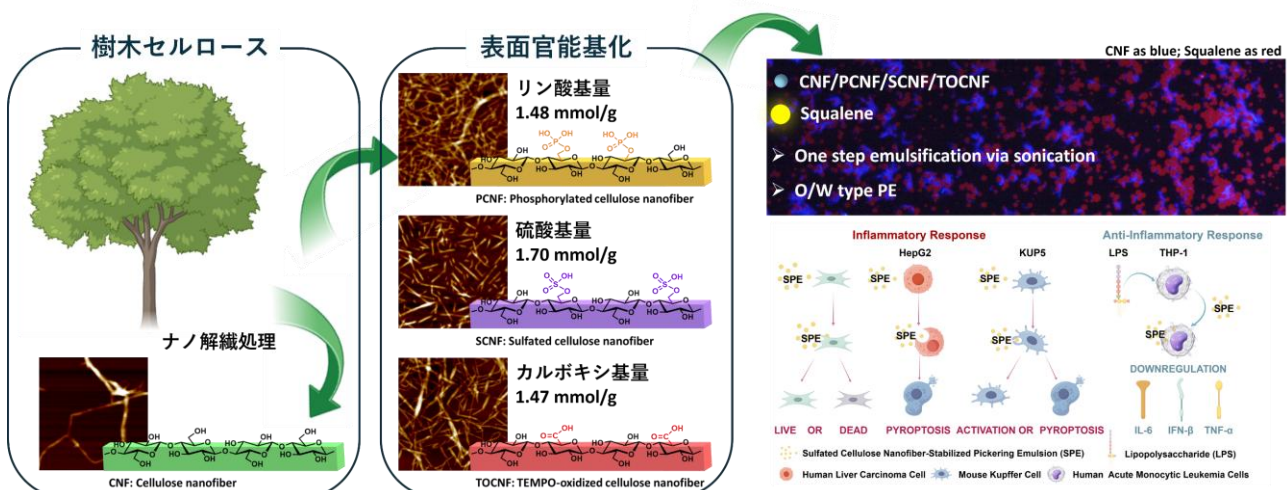 樹木セルロース
ナノ解繊処理
CNF: Cellulose nanofiber
表面官能基化
リン酸基量
1.48 mmol/g
PCNF: Phosphorylated cellulose nanofiber
硫酸基量
1.70 mmol/g
SCNF: Sulfated cellulose nanofiber
カルボキシ基量
1.47 mmol/g
TOCNF: TEMPO-oxidized cellulose nanofiber
CNF as blue; Squalene as red
CNF/PCNF/SCNF/TOCNF
Squalene
➢ One step emulsification via sonication
➢ O/W type PE
Inflammatory Response
HepG2
KUP5
SPE
SPE
SPE
SPE
SPE
SPE
LIVE OR DEAD
PYROPTOSIS
ACTIVATION OR PYROPTOSIS
Anti-Inflammatory Response
LPS
THP-1
SPE
SPE
DOWNREGULATION
IL-6
IFN-β
TNF-α
Sulfated Cellulose Nanofiber-Stabilized Pickering Emulsion (SPE)
Lipopolysaccharide (LPS)
Human Liver Carcinoma Cell
Mouse Kupffer Cell
Human Acute Monocytic Leukemia Cells